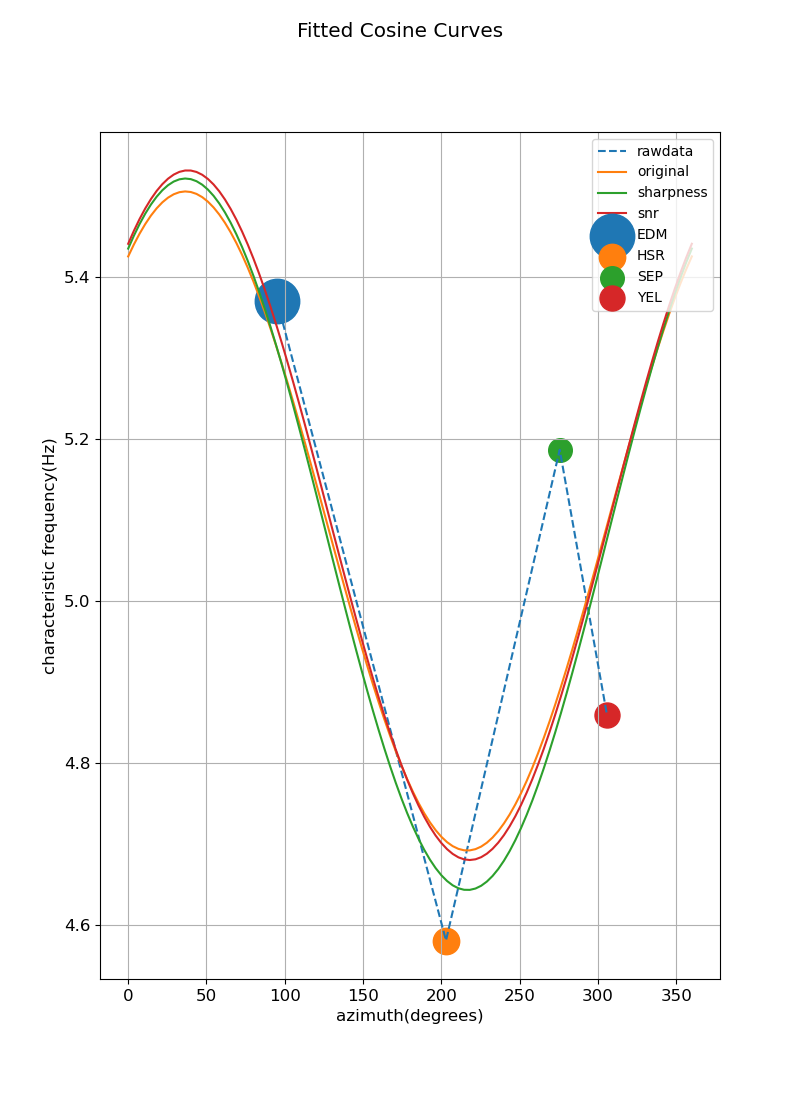 Fitted Cosine Curves
rawdata
original
sharpness
snr
EDM
HSR
SEP
YEL
5.4
5.2
5.0
4.8
4.6
characteristic frequency(Hz)
0 50 100 150 200 250 300 350
azimuth(degrees)